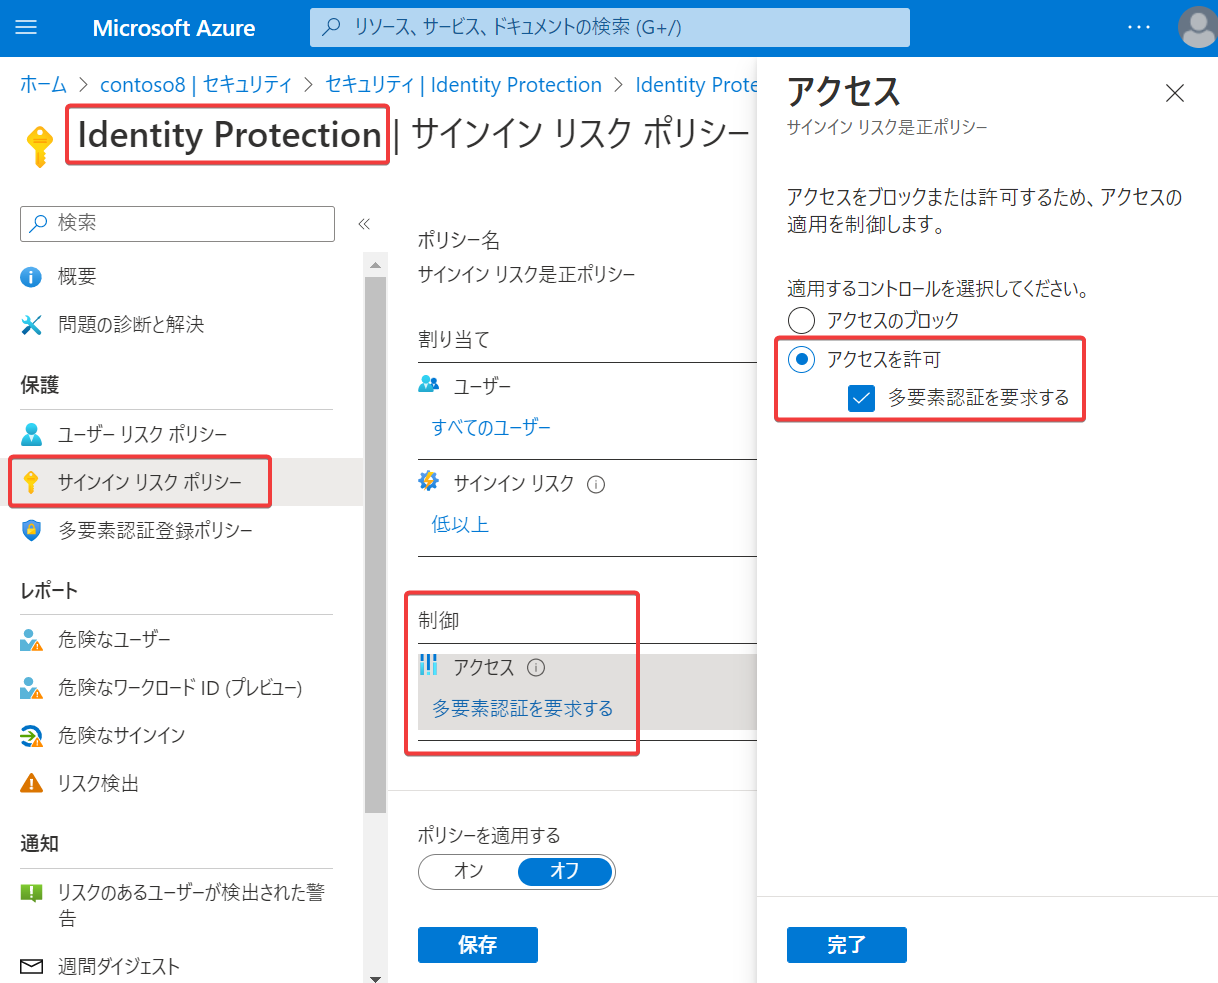 Microsoft Azure
リソース、サービス、ドキュメントの検索 (G+/)
ホーム > contoso8 | セキュリティ > セキュリティ | Identity Protection > Identity Prote
Identity Protection | サインイン リスク ポリシー
検索
概要
問題の診断と解決
保護
ユーザー リスク ポリシー
サインイン リスク ポリシー
多要素認証登録ポリシー
レポート
危険なユーザー
危険なワークロード ID (プレビュー)
危険なサインイン
リスク検出
通知
リスクのあるユーザーが検出された警
告
週間ダイジェスト
ポリシー名
サインイン リスク是正ポリシー
割り当て
ユーザー
すべてのユーザー
サインイン リスク
低以上
制御
アクセス
多要素認証を要求する
ポリシーを適用する
オン オフ
保存
アクセス
サインイン リスク是正ポリシー
アクセスをブロックまたは許可するため、アクセスの
適用を制御します。
適用するコントロールを選択してください。
アクセスのブロック
アクセスを許可
多要素認証を要求する
完了